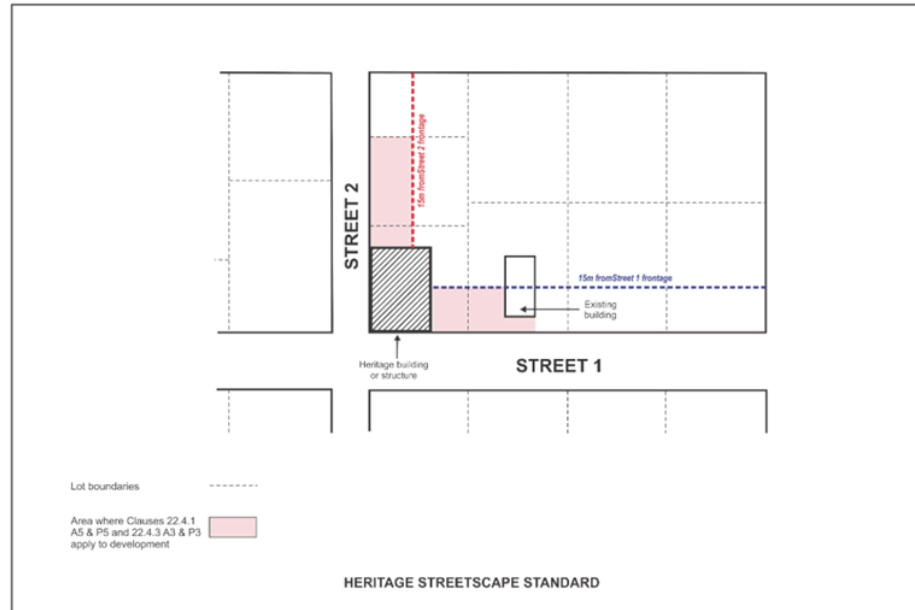 STREET 2
15m fromStreet 2 frontage
15m fromStreet 1 frontage
Existing
building
Heritage building
or structure
STREET 1
Lot boundaries
Area where Clauses 22.4.1
A5 & P5 and 22.4.3 A3 & P3
apply to development
HERITAGE STREETSCAPE STANDARD